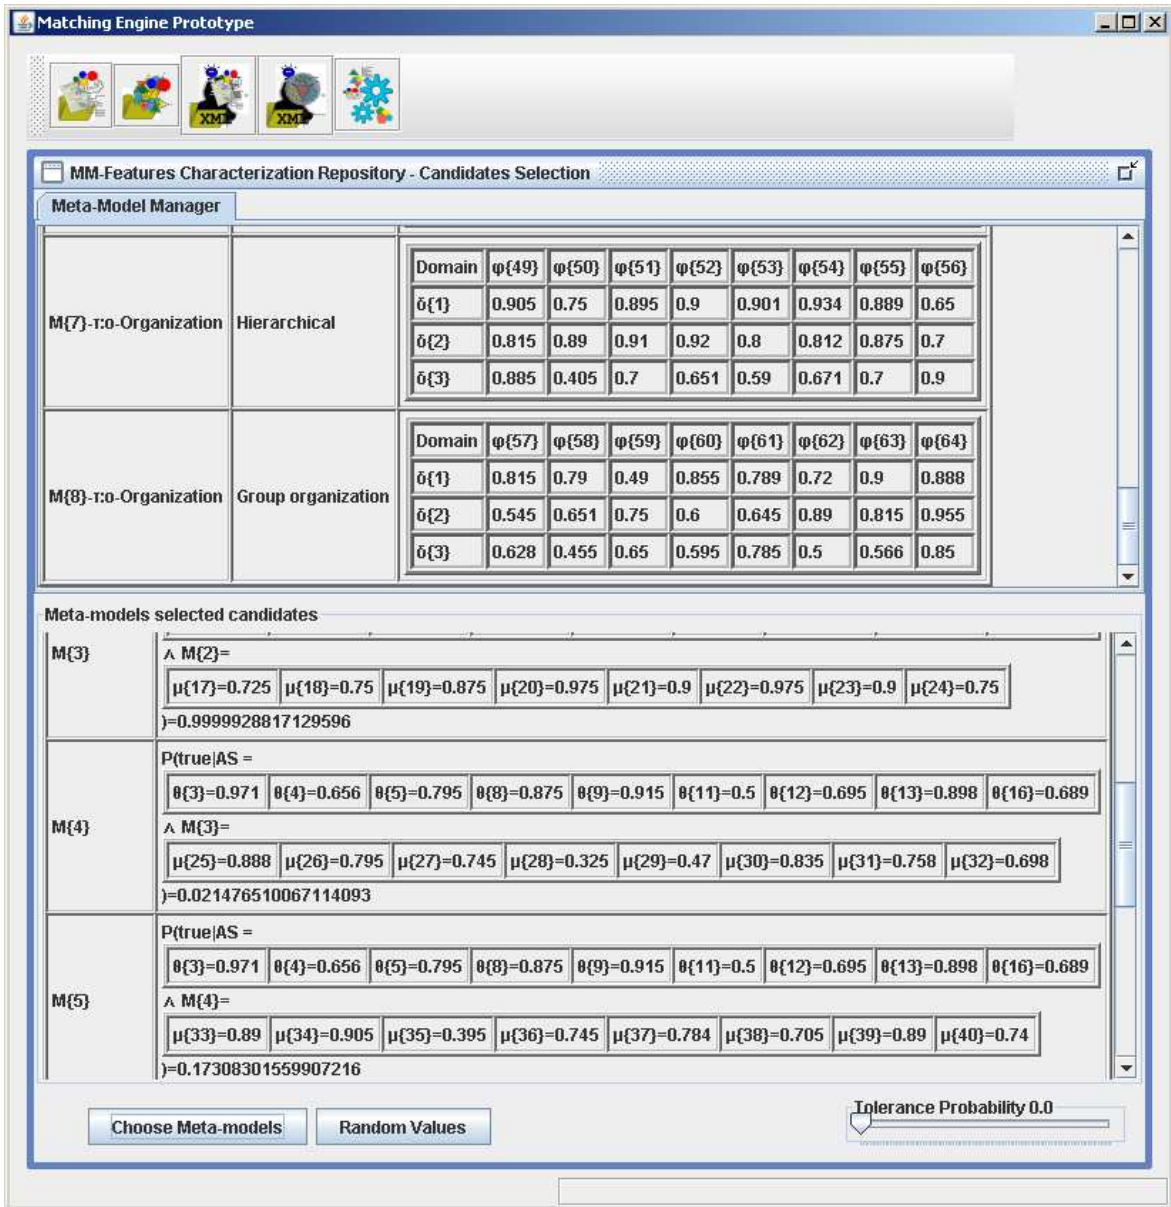 Matching Engine Prototype
XML XML
MM-Features Characterization Repository - Candidates Selection
Meta-Model Manager
Domain φ{49} φ{50} φ{51} φ{52} φ{53} φ{54} φ{55} φ{56}
δ{1} 0.905 0.75 0.895 0.9 0.901 0.934 0.889 0.65
M{7}-τ:o-Organization Hierarchical
δ{2} 0.815 0.89 0.91 0.92 0.8 0.812 0.875 0.7
δ{3} 0.885 0.405 0.7 0.651 0.59 0.671 0.7 0.9
Domain φ{57} φ{58} φ{59} φ{60} φ{61} φ{62} φ{63} φ{64}
δ{1} 0.815 0.79 0.49 0.855 0.789 0.72 0.9 0.888
M{8}-τ:o-Organization Group organization
δ{2} 0.545 0.651 0.75 0.6 0.645 0.89 0.815 0.955
δ{3} 0.628 0.455 0.65 0.595 0.785 0.5 0.566 0.85
Meta-models selected candidates
M{3} ∧ M{2}=
μ{17}=0.725 μ{18}=0.75 μ{19}=0.875 μ{20}=0.975 μ{21}=0.9 μ{22}=0.975 μ{23}=0.9 μ{24}=0.75
)=0.9999928817129596
P(true|AS =
θ{3}=0.971 θ{4}=0.656 θ{5}=0.795 θ{8}=0.875 θ{9}=0.915 θ{11}=0.5 θ{12}=0.695 θ{13}=0.898 θ{16}=0.689
M{4} ∧ M{3}=
μ{25}=0.888 μ{26}=0.795 μ{27}=0.745 μ{28}=0.325 μ{29}=0.47 μ{30}=0.835 μ{31}=0.758 μ{32}=0.698
)=0.021476510067114093
P(true|AS =
θ{3}=0.971 θ{4}=0.656 θ{5}=0.795 θ{8}=0.875 θ{9}=0.915 θ{11}=0.5 θ{12}=0.695 θ{13}=0.898 θ{16}=0.689
M{5} ∧ M{4}=
μ{33}=0.89 μ{34}=0.905 μ{35}=0.395 μ{36}=0.745 μ{37}=0.784 μ{38}=0.705 μ{39}=0.89 μ{40}=0.74
)=0.17308301559907216
Tolerance Probability 0.0
Choose Meta-models Random Values